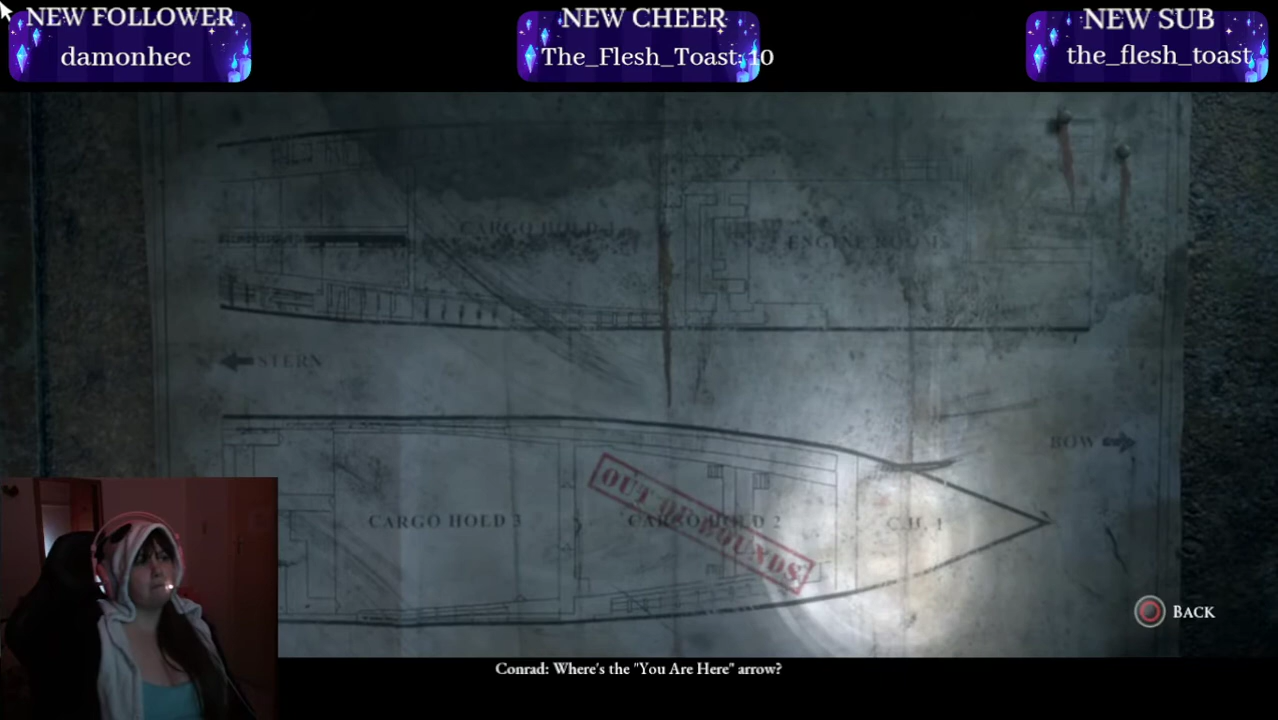 NEW FOLLOWER
damonhec
NEW CHEER
The_Flesh_Toast: 10
NEW SUB
the_flesh_toast
CARGO HOLD 4
ENGINE ROOMS
STERN
BOW
OUT OF BOUNDS
CARGO HOLD 3
CARGO HOLD 2
C.H. 1
BACK
Conrad: Where's the "You Are Here" arrow?